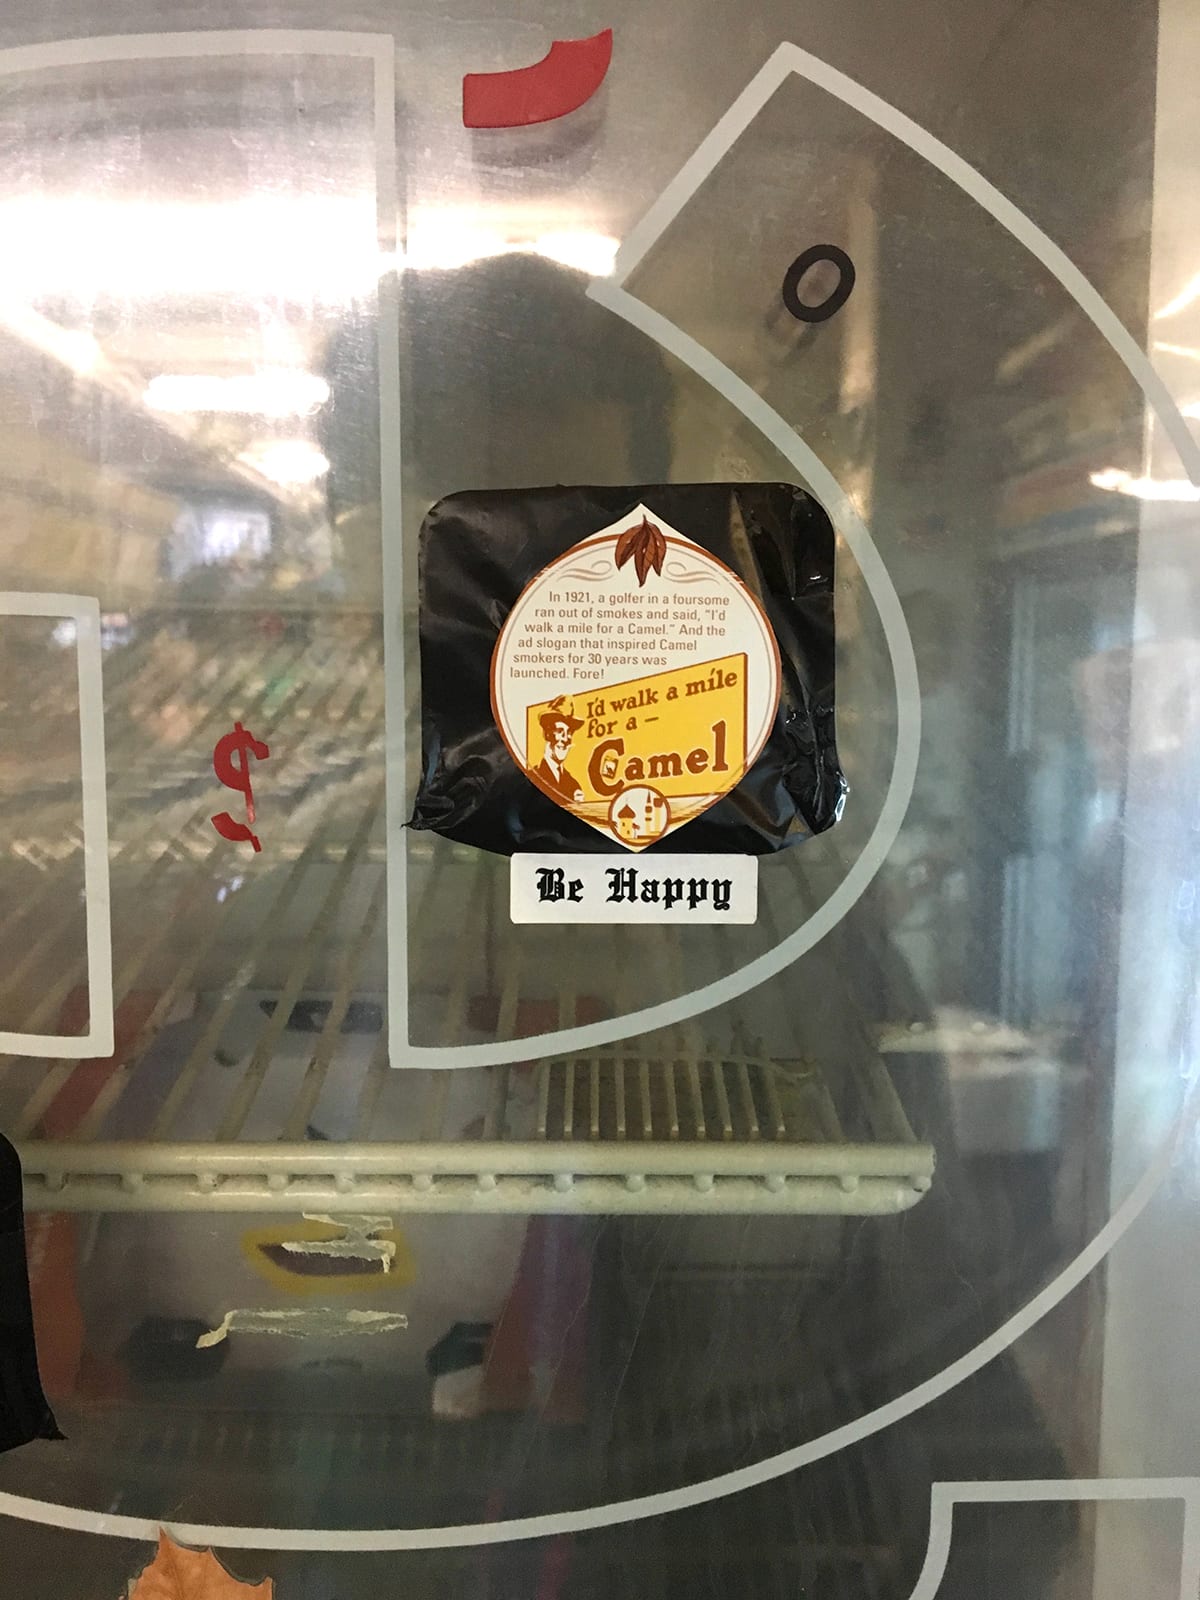 O
In 1921, a golfer in a foursome
ran out of smokes and said, "I'd
walk a mile for a Camel." And the
ad slogan that inspired Camel
smokers for 30 years was
launched. Fore!
I'd walk a mile
for a –
Camel
$
Be Happy